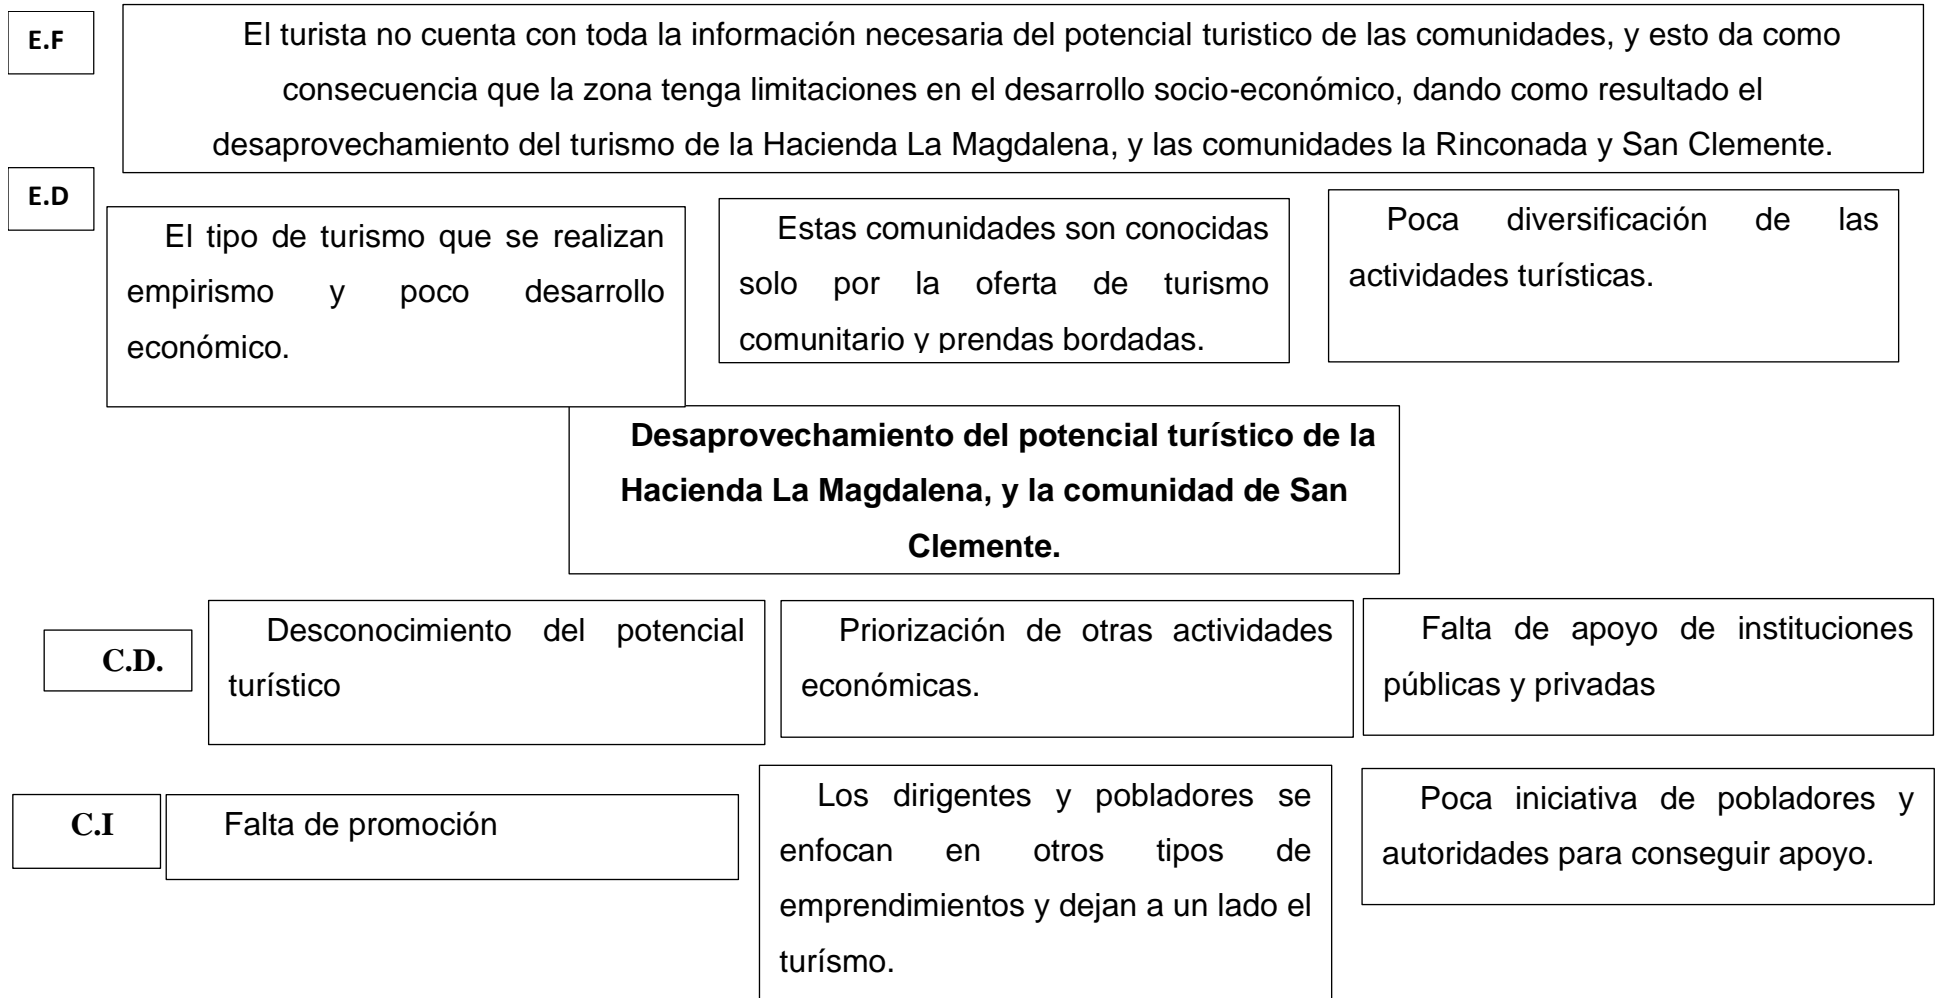 E.F
El turista no cuenta con toda la información necesaria del potencial turistico de las comunidades, y esto da como
consecuencia que la zona tenga limitaciones en el desarrollo socio-económico, dando como resultado el
desaprovechamiento del turismo de la Hacienda La Magdalena, y las comunidades la Rinconada y San Clemente.
E.D
El tipo de turismo que se realizan
empirismo y poco desarrollo
económico.
Estas comunidades son conocidas
solo por la oferta de turismo
comunitario y prendas bordadas.
Poca diversificación de las
actividades turísticas.
Desaprovechamiento del potencial turístico de la
Hacienda La Magdalena, y la comunidad de San
Clemente.
C.D.
Desconocimiento del potencial
turístico
Priorización de otras actividades
económicas.
Falta de apoyo de instituciones
públicas y privadas
C.I
Falta de promoción
Los dirigentes y pobladores se
enfocan en otros tipos de
emprendimientos y dejan a un lado el
turísmo.
Poca iniciativa de pobladores y
autoridades para conseguir apoyo.